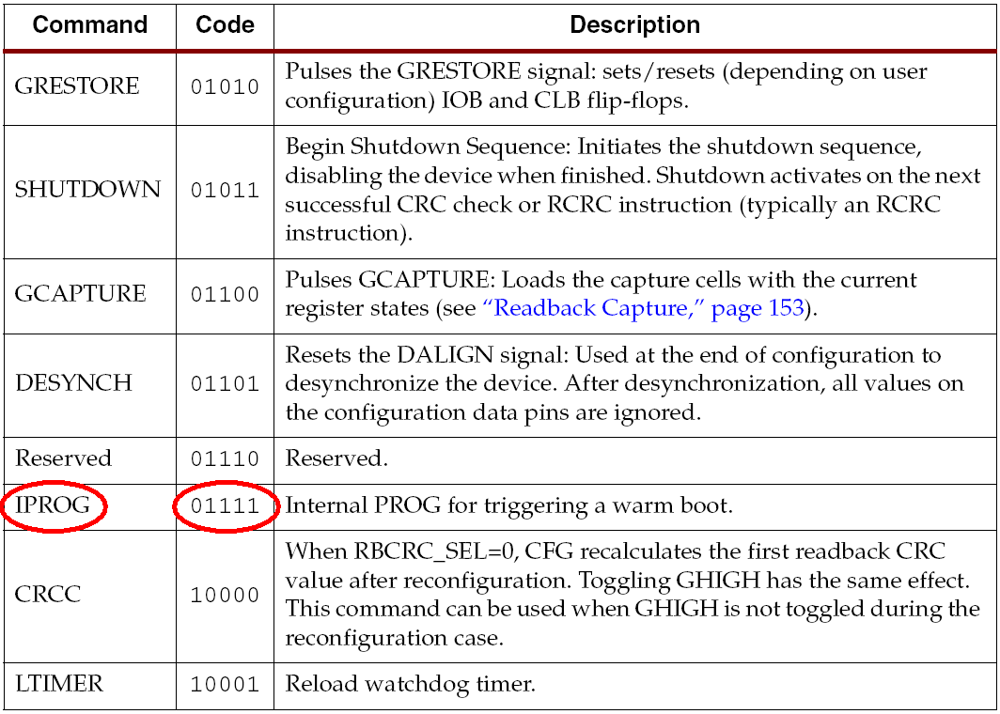 Command Code Description
GRESTORE 01010 Pulses the GRESTORE signal: sets/resets (depending on user
configuration) IOB and CLB flip-flops.
SHUTDOWN 01011 Begin Shutdown Sequence: Initiates the shutdown sequence,
disabling the device when finished. Shutdown activates on the next
successful CRC check or RCRC instruction (typically an RCRC
instruction).
GCAPTURE 01100 Pulses GCAPTURE: Loads the capture cells with the current
register states (see “Readback Capture,” page 153).
DESYNCH 01101 Resets the DALIGN signal: Used at the end of configuration to
desynchronize the device. After desynchronization, all values on
the configuration data pins are ignored.
Reserved 01110 Reserved.
IPROG 01111 Internal PROG for triggering a warm boot.
CRCC 10000 When RBCRC_SEL=0, CFG recalculates the first readback CRC
value after reconfiguration. Toggling GHIGH has the same effect.
This command can be used when GHIGH is not toggled during the
reconfiguration case.
LTIMER 10001 Reload watchdog timer.